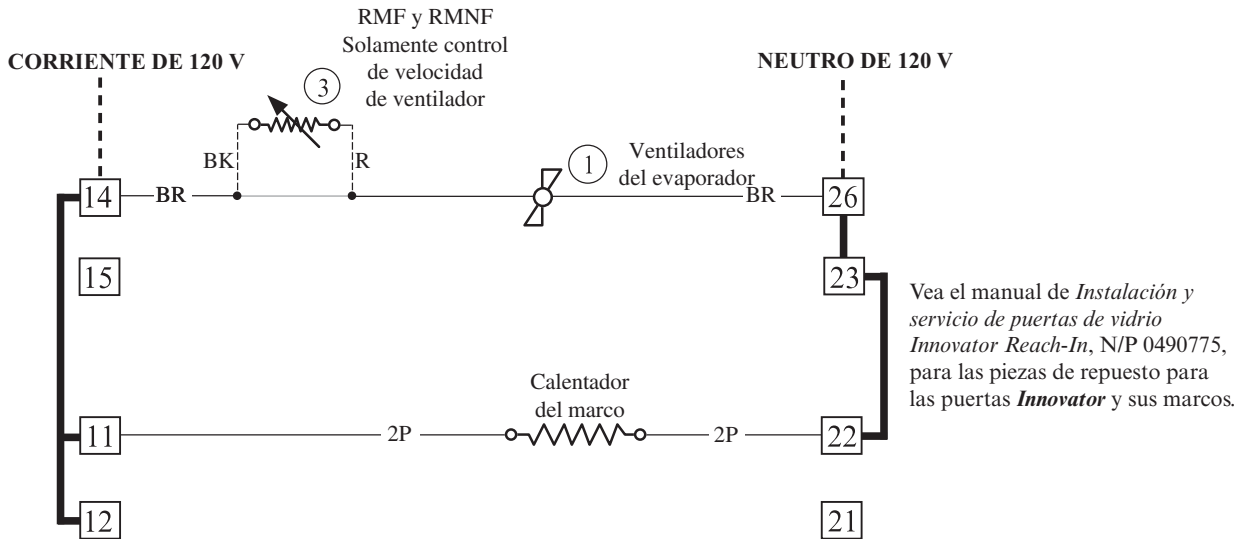 RMF y RMNF
Solamente control
de velocidad
de ventilador
CORRIENTE DE 120 V
NEUTRO DE 120 V
3
BK
R
1
Ventiladores
del evaporador
14
BR
BR
26
15
23
Vea el manual de Instalación y
servicio de puertas de vidrio
Innovator Reach-In, N/P 0490775,
para las piezas de repuesto para
las puertas Innovator y sus marcos.
Calentador
del marco
11
2P
2P
22
12
21